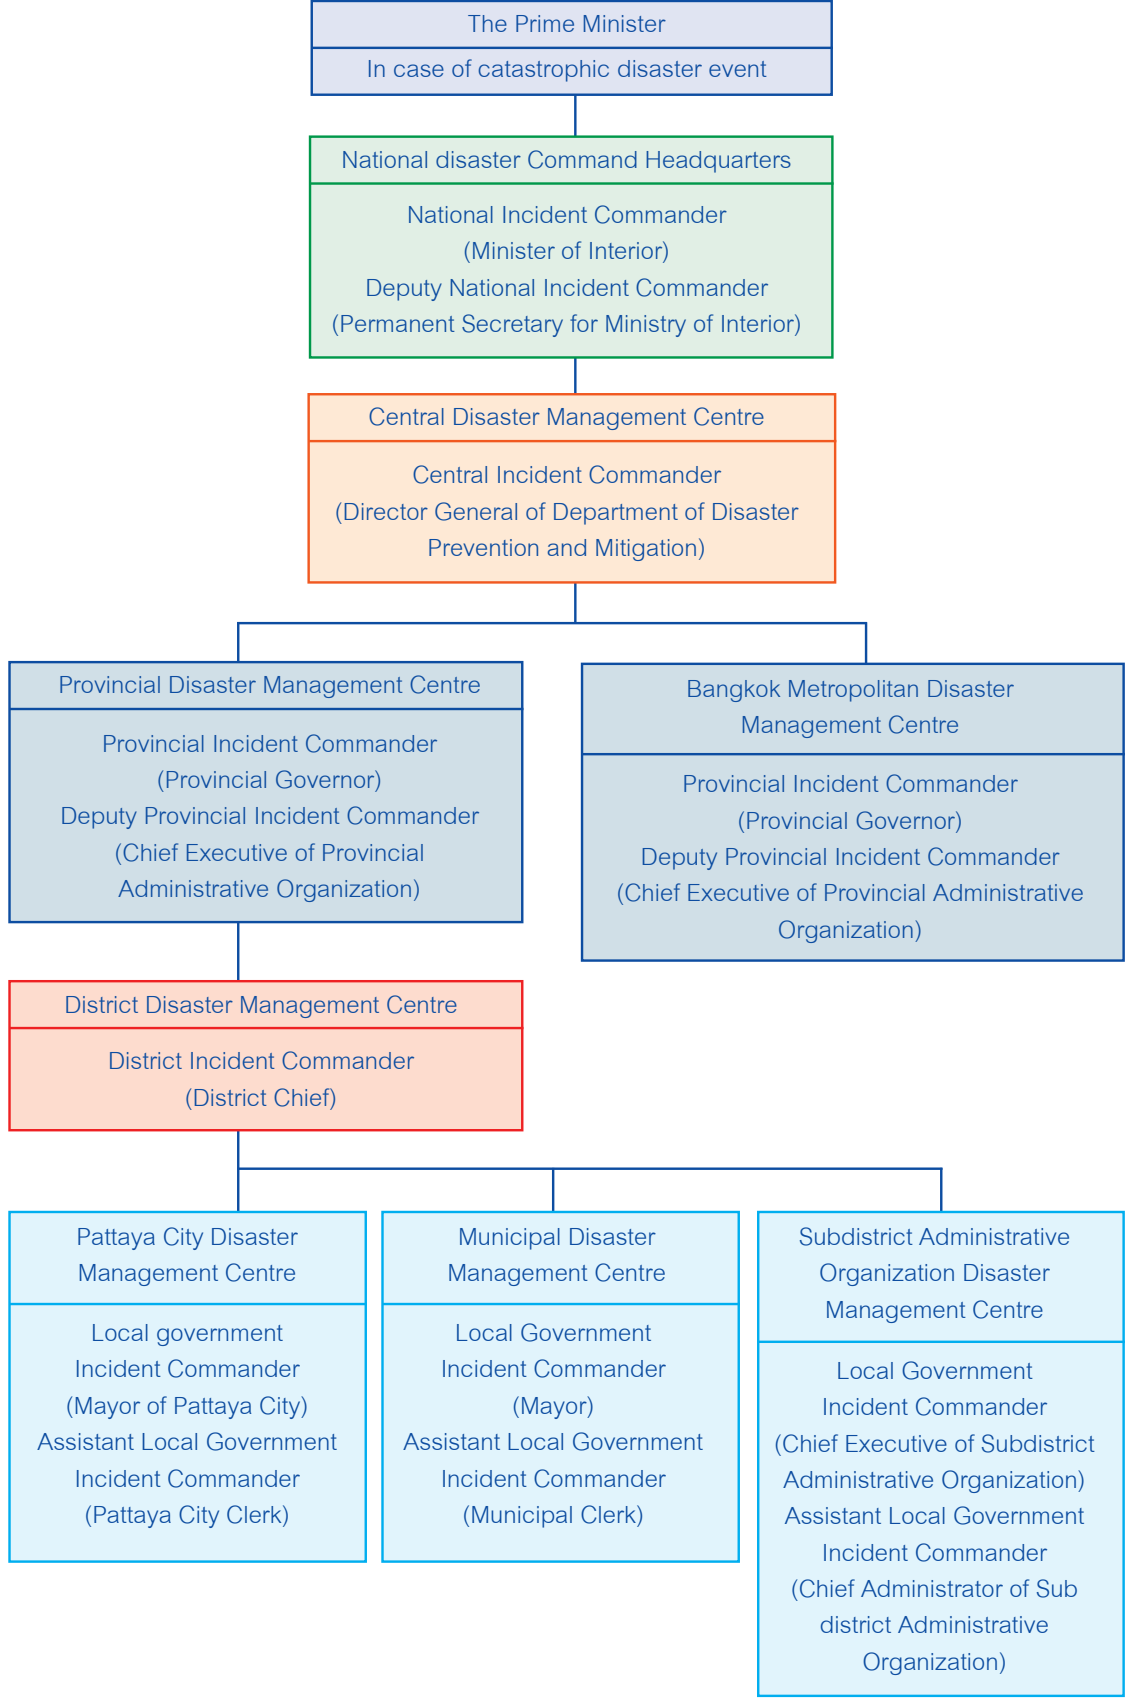 The Prime Minister
In case of catastrophic disaster event
National disaster Command Headquarters
National Incident Commander
(Minister of Interior)
Deputy National Incident Commander
(Permanent Secretary for Ministry of Interior)
Central Disaster Management Centre
Central Incident Commander
(Director General of Department of Disaster
Prevention and Mitigation)
Provincial Disaster Management Centre
Provincial Incident Commander
(Provincial Governor)
Deputy Provincial Incident Commander
(Chief Executive of Provincial
Administrative Organization)
Bangkok Metropolitan Disaster
Management Centre
Provincial Incident Commander
(Provincial Governor)
Deputy Provincial Incident Commander
(Chief Executive of Provincial Administrative
Organization)
District Disaster Management Centre
District Incident Commander
(District Chief)
Pattaya City Disaster
Management Centre
Local government
Incident Commander
(Mayor of Pattaya City)
Assistant Local Government
Incident Commander
(Pattaya City Clerk)
Municipal Disaster
Management Centre
Local Government
Incident Commander
(Mayor)
Assistant Local Government
Incident Commander
(Municipal Clerk)
Subdistrict Administrative
Organization Disaster
Management Centre
Local Government
Incident Commander
(Chief Executive of Subdistrict
Administrative Organization)
Assistant Local Government
Incident Commander
(Chief Administrator of Sub
district Administrative
Organization)